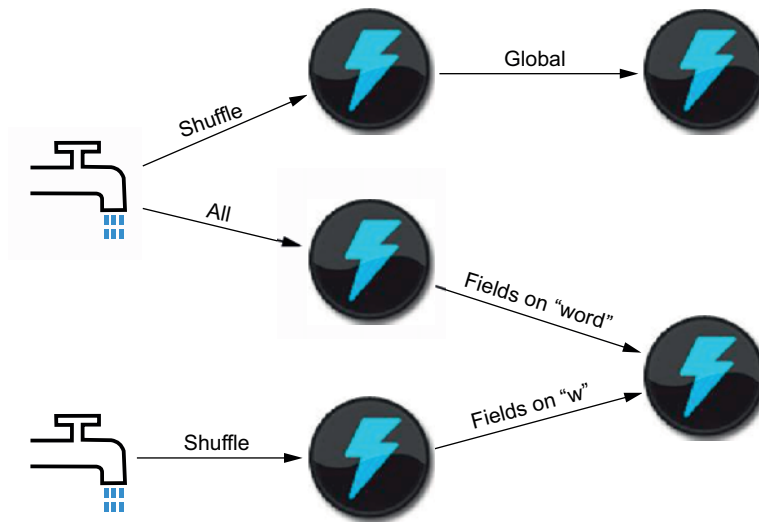 Shuffle
Global
All
Fields on “word”
Shuffle
Fields on “w”